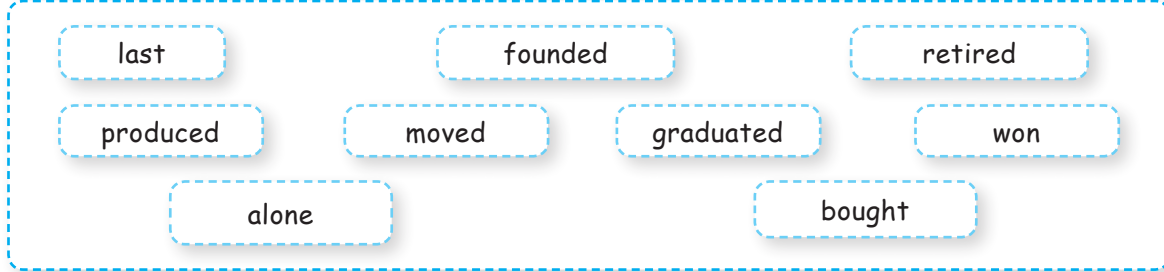 last founded retired
produced moved graduated won
alone bought